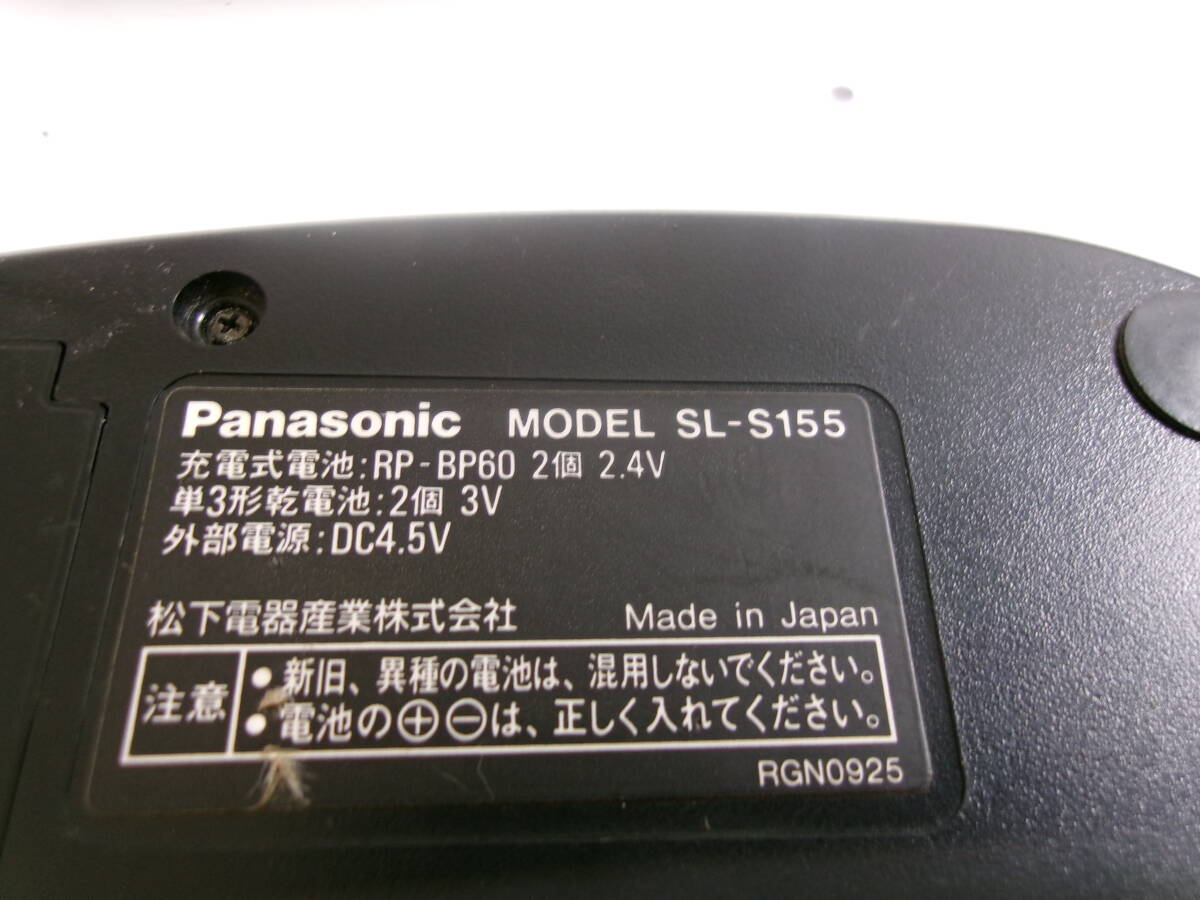 Panasonic MODEL SL-S155
充電式電池:RP-BP60 2個 2.4V
単3形乾電池:2個 3V
外部電源:DC4.5V
松下電器産業株式会社 Made in Japan
注意
• 新旧、異種の電池は、混用しないでください。
• 電池の⊕⊖は、正しく入れてください。
RGN0925